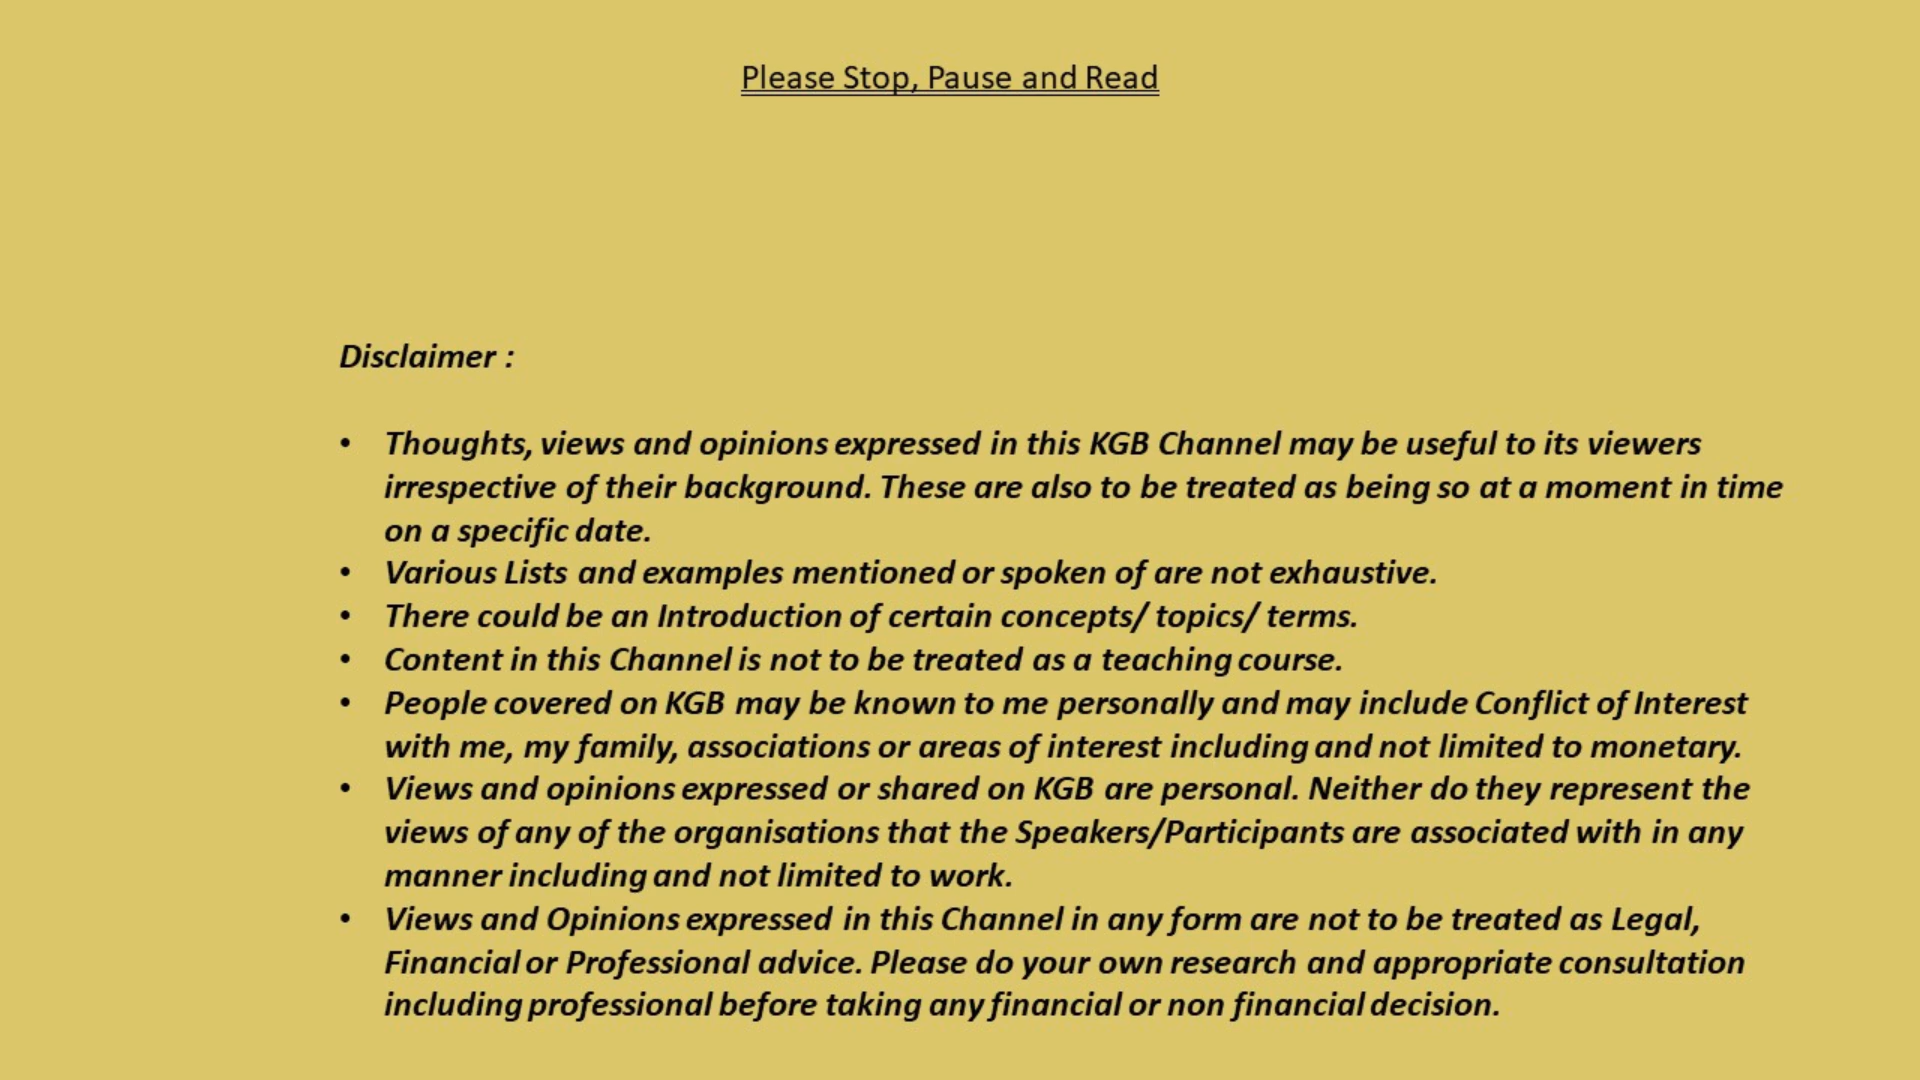 Please Stop, Pause and Read
Disclaimer :
• Thoughts, views and opinions expressed in this KGB Channel may be useful to its viewers
irrespective of their background. These are also to be treated as being so at a moment in time
on a specific date.
• Various Lists and examples mentioned or spoken of are not exhaustive.
• There could be an Introduction of certain concepts/ topics/ terms.
• Content in this Channel is not to be treated as a teaching course.
• People covered on KGB may be known to me personally and may include Conflict of Interest
with me, my family, associations or areas of interest including and not limited to monetary.
• Views and opinions expressed or shared on KGB are personal. Neither do they represent the
views of any of the organisations that the Speakers/Participants are associated with in any
manner including and not limited to work.
• Views and Opinions expressed in this Channel in any form are not to be treated as Legal,
Financial or Professional advice. Please do your own research and appropriate consultation
including professional before taking any financial or non financial decision.